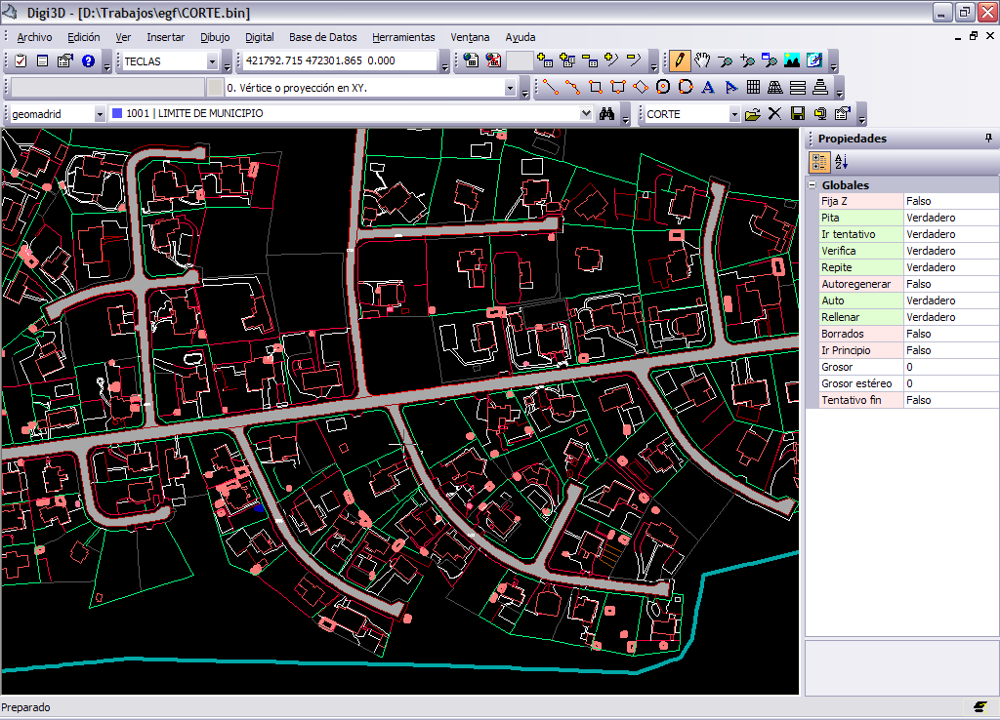 Digi3D - [D:\Trabajos\egf\CORTE.bin]
Archivo Edición Ver Insertar Dibujo Digital Base de Datos Herramientas Ventana Ayuda
TECLAS 421792.715 472301.865 0.000
0. Vértice o proyección en XY.
geomadrid 1001 | LIMITE DE MUNICIPIO CORTE
Propiedades
Globales
Fija Z Falso
Pita Verdadero
Ir tentativo Verdadero
Verifica Verdadero
Repite Verdadero
Autoregenerar Falso
Auto Verdadero
Rellenar Verdadero
Borrados Falso
Ir Principio Falso
Grosor 0
Grosor estéreo 0
Tentativo fin Falso
Preparado